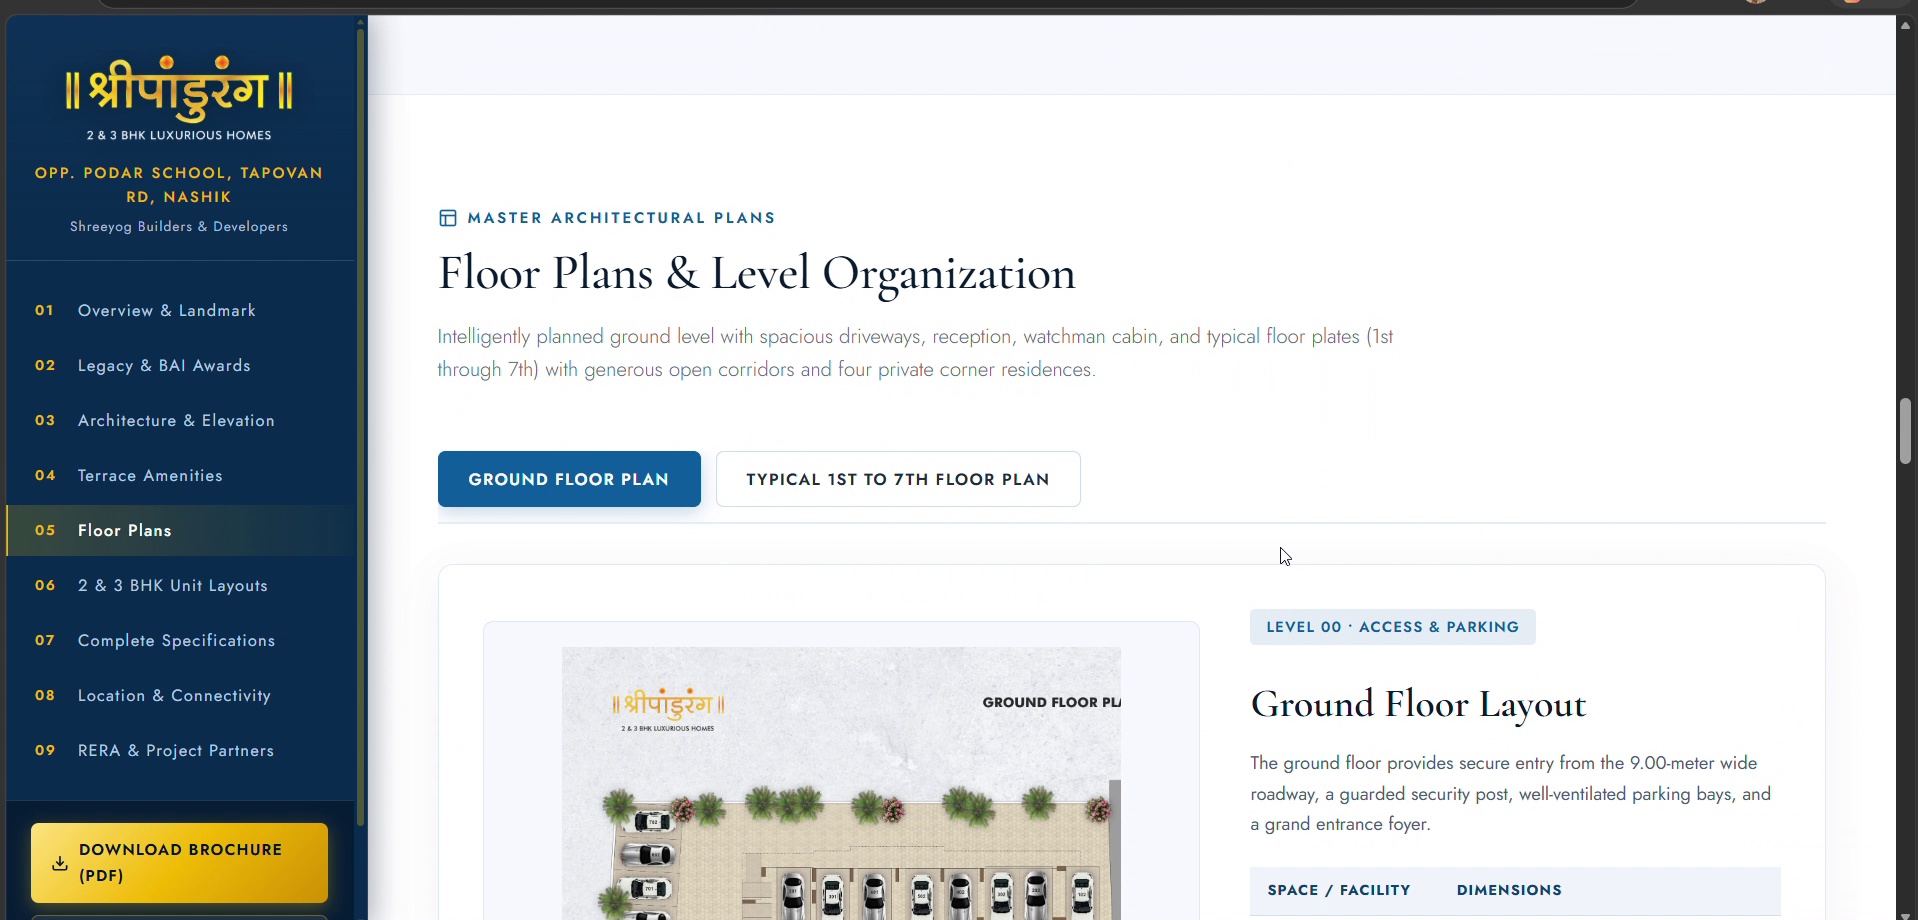 ॥ श्रीपांडुरंग ॥
2 & 3 BHK LUXURIOUS HOMES
OPP. PODAR SCHOOL, TAPOVAN
RD, NASHIK
Shreeyog Builders & Developers
01 Overview & Landmark
02 Legacy & BAI Awards
03 Architecture & Elevation
04 Terrace Amenities
05 Floor Plans
06 2 & 3 BHK Unit Layouts
07 Complete Specifications
08 Location & Connectivity
09 RERA & Project Partners
DOWNLOAD BROCHURE
(PDF)
MASTER ARCHITECTURAL PLANS
Floor Plans & Level Organization
Intelligently planned ground level with spacious driveways, reception, watchman cabin, and typical floor plates (1st
through 7th) with generous open corridors and four private corner residences.
GROUND FLOOR PLAN
TYPICAL 1ST TO 7TH FLOOR PLAN
॥ श्रीपांडुरंग ॥
2 & 3 BHK LUXURIOUS HOMES
GROUND FLOOR PL
LEVEL 00 · ACCESS & PARKING
Ground Floor Layout
The ground floor provides secure entry from the 9.00-meter wide
roadway, a guarded security post, well-ventilated parking bays, and
a grand entrance foyer.
SPACE / FACILITY DIMENSIONS